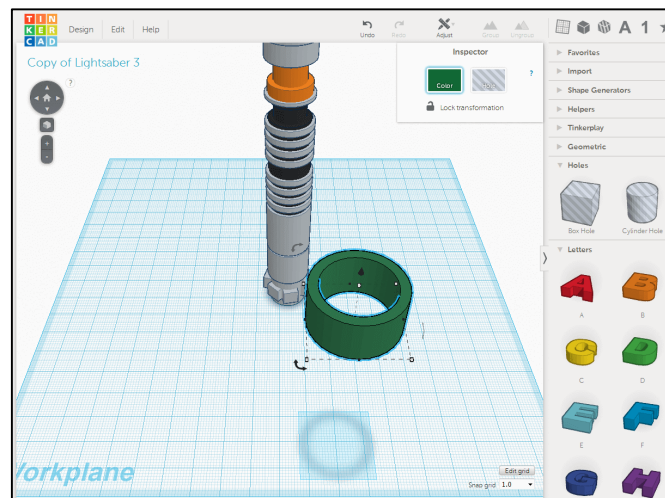 TIN
KER
CAD
Design Edit Help
Undo
Redo
Adjust
Group
Ungroup
A 1
Copy of Lightsaber 3
?
Inspector
Color
Hole
?
Lock transformation
Favorites
Import
Shape Generators
Helpers
Tinkerplay
Geometric
Holes
Box Hole
Cylinder Hole
Letters
A
B
C
D
E
F
Workplane
Edit grid
Snap grid 1.0